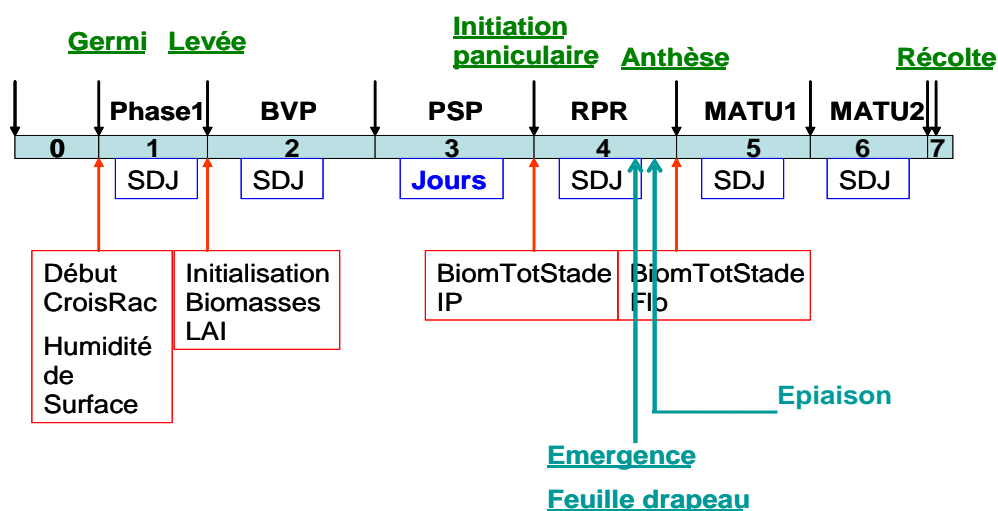 Germi
Levée
Initiation
paniculaire
Anthèse
Récolte
Phase1
BVP
PSP
RPR
MATU1
MATU2
0
1
2
3
4
5
6
7
SDJ
SDJ
Jours
SDJ
SDJ
SDJ
Début
CroisRac
Humidité
de
Surface
Initialisation
Biomasses
LAI
BiomTotStade
IP
BiomTotStade
Flo
Epiaison
Emergence
Feuille drapeau